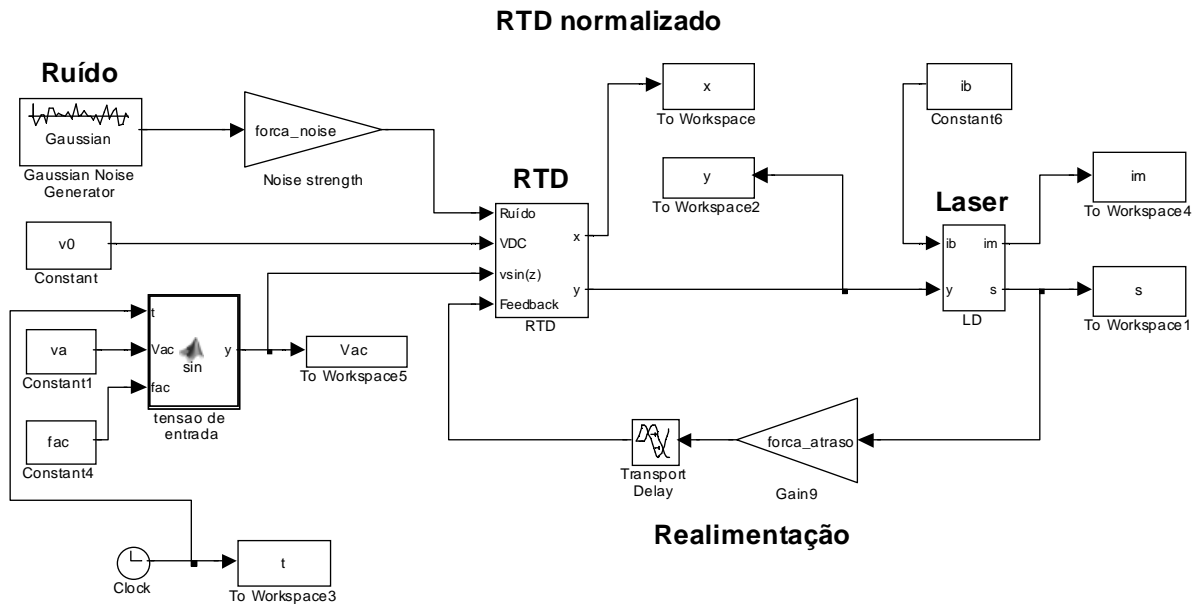 RTD normalizado
Ruído
Gaussian
Gaussian Noise
Generator
forca_noise
Noise strength
v0
Constant
t
Vac
fac
y
sin
tensao de
entrada
va
Constant1
fac
Constant4
Vac
To Workspace5
Clock
t
To Workspace3
RTD
Ruído
VDC
vsin(z)
Feedback
x
y
RTD
x
To Workspace
y
To Workspace2
ib
Constant6
Laser
ib
y
im
s
LD
im
To Workspace4
s
To Workspace1
Transport
Delay
forca_atraso
Gain9
Realimentação